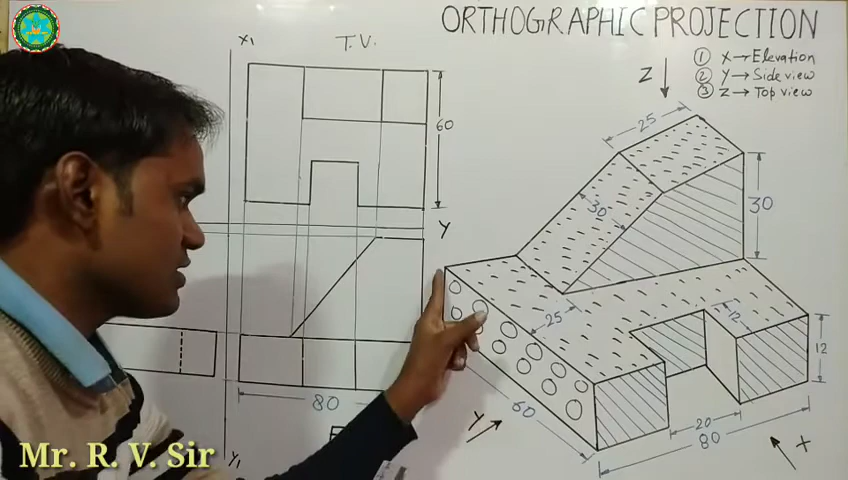 ORTHOGRAPHIC PROJECTION
① X→Elevation
② Y→Side view
③ Z→Top view
X₁
T.V.
Z
25
60
30
30
Y
25
12
12
80
60
20
80
Y
X
Y₁
Mr. R.V. Sir